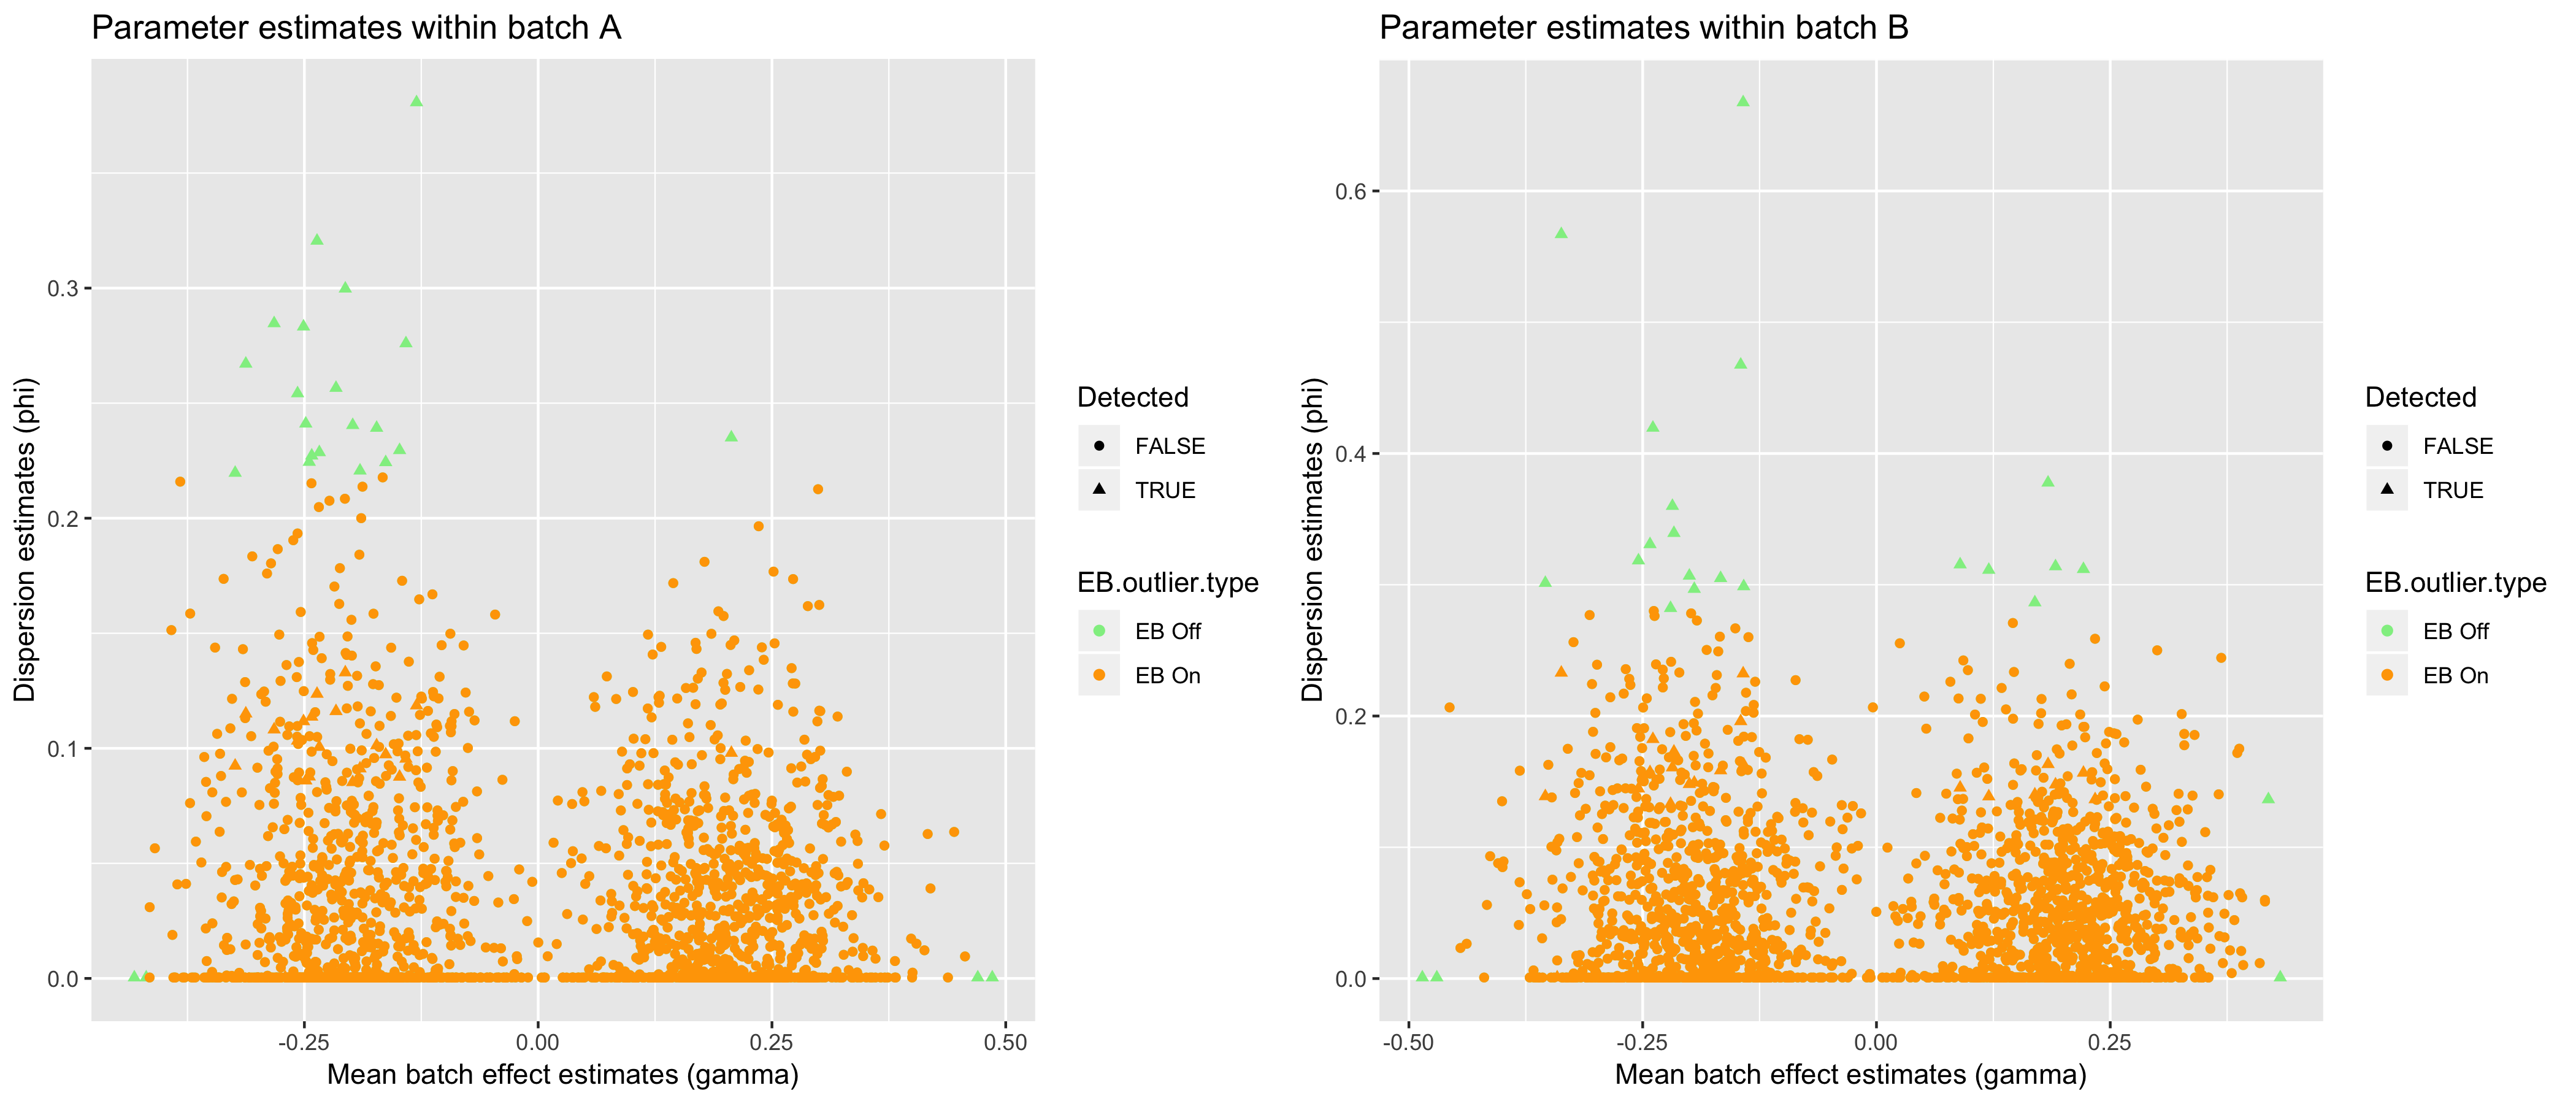 Parameter estimates within batch A
Dispersion estimates (phi)
0.3
0.2
0.1
0.0
-0.25
0.00
0.25
0.50
Mean batch effect estimates (gamma)
Detected
FALSE
TRUE
EB.outlier.type
EB Off
EB On
Parameter estimates within batch B
Dispersion estimates (phi)
0.6
0.4
0.2
0.0
-0.50
-0.25
0.00
0.25
Mean batch effect estimates (gamma)
Detected
FALSE
TRUE
EB.outlier.type
EB Off
EB On